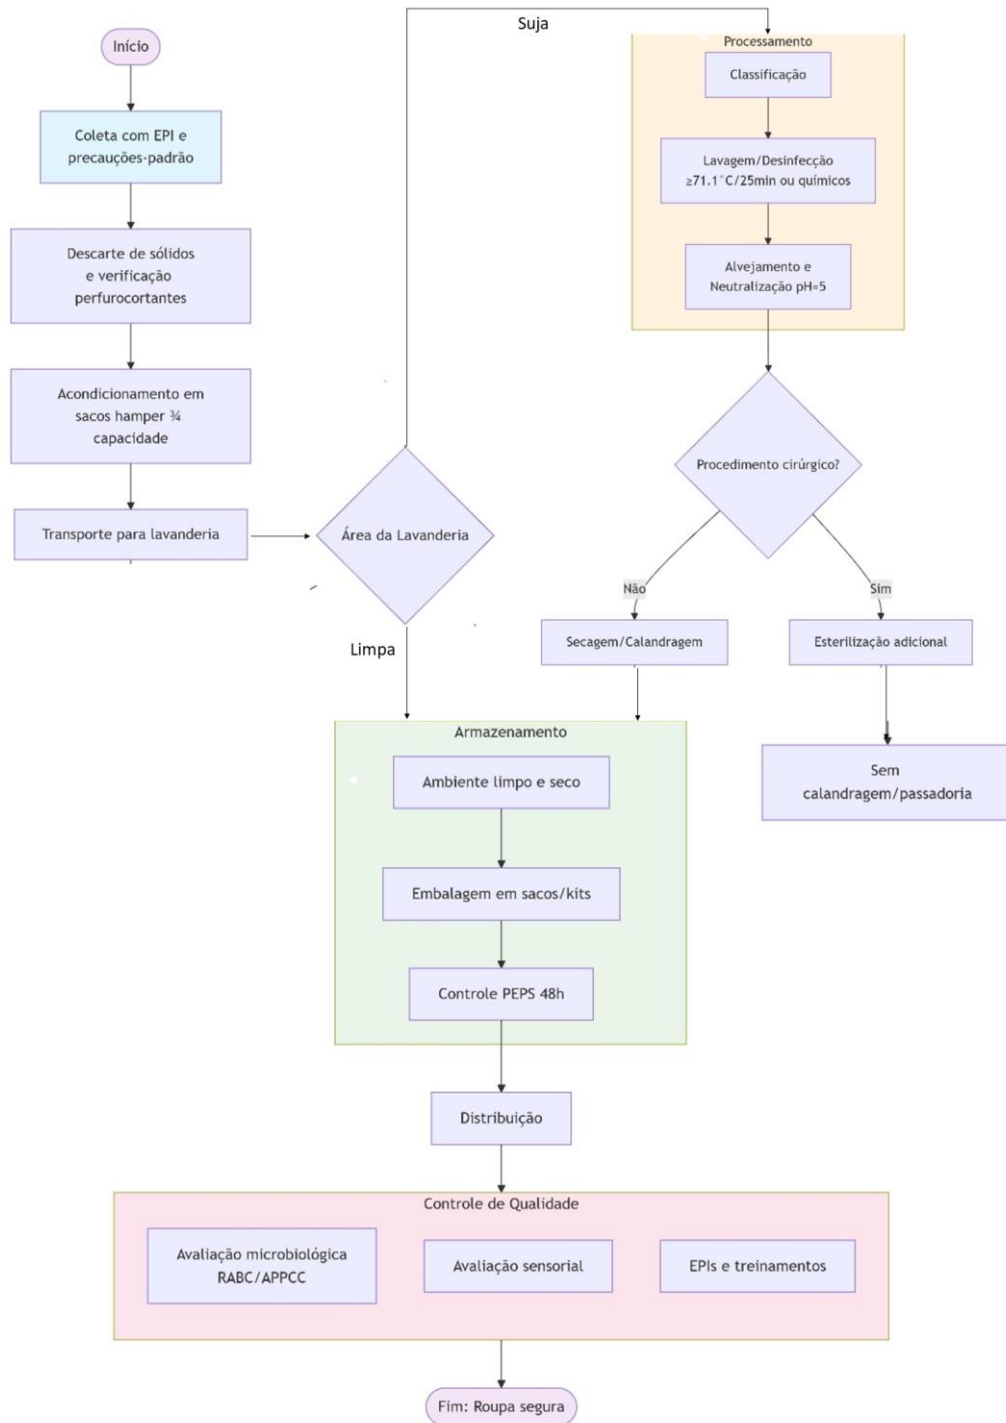 Início
Coleta com EPI e
precauções-padrão
Descarte de sólidos
e verificação
perfurocortantes
Acondicionamento em
sacos hamper ¾
capacidade
Transporte para lavanderia
Área da Lavanderia
Suja
Limpa
Processamento
Classificação
Lavagem/Desinfecção
≥71.1°C/25min ou químicos
Alvejamento e
Neutralização pH=5
Procedimento cirúrgico?
Não
Sim
Secagem/Calandragem
Esterilização adicional
Sem
calandragem/passadoria
Armazenamento
Ambiente limpo e seco
Embalagem em sacos/kits
Controle PEPS 48h
Distribuição
Controle de Qualidade
Avaliação microbiológica
RABC/APPCC
Avaliação sensorial
EPIs e treinamentos
Fim: Roupa segura